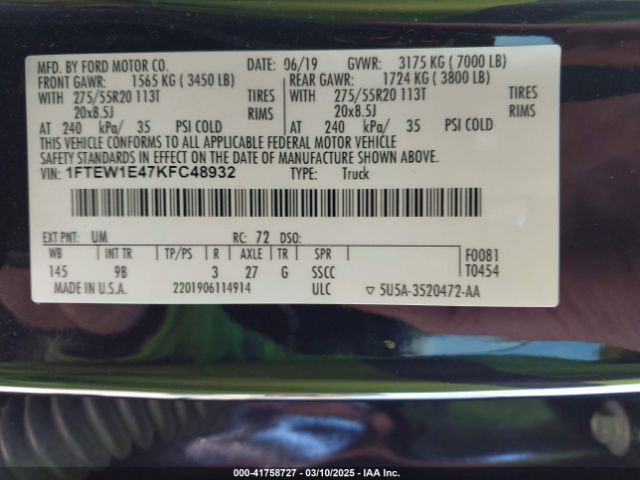 MFD. BY FORD MOTOR CO. DATE: 06/19 GVWR: 3175 KG ( 7000 LB)
FRONT GAWR: 1565 KG ( 3450 LB) REAR GAWR: 1724 KG ( 3800 LB)
WITH 275/55R20 113T TIRES WITH 275/55R20 113T TIRES
20x8.5J RIMS 20x8.5J RIMS
AT 240 kPa/ 35 PSI COLD AT 240 kPa/ 35 PSI COLD
THIS VEHICLE CONFORMS TO ALL APPLICABLE FEDERAL MOTOR VEHICLE
SAFETY STANDARDS IN EFFECT ON THE DATE OF MANUFACTURE SHOWN ABOVE.
VIN: 1FTEW1E47KFC48932 TYPE: Truck
EXT PNT: UM RC: 72 DSO:
WB INT TR TP/PS R AXLE TR SPR F0081
145 9B 3 27 G SSCC T0454
MADE IN U.S.A. 2201906114914 ULC ▽ 5U5A-3520472-AA
000-41758727 - 03/10/2025 - IAA Inc.